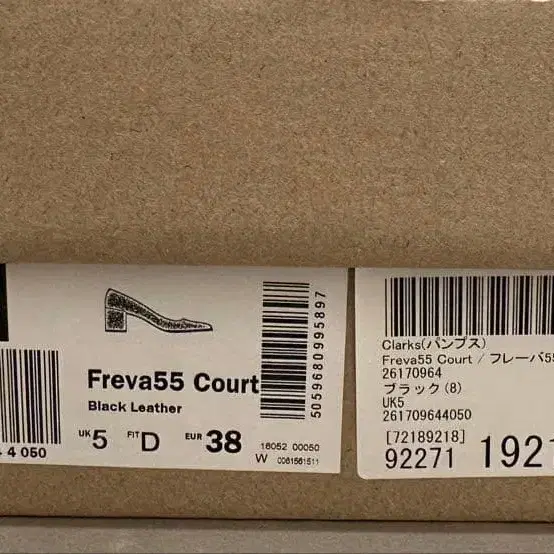 4 050
Freva55 Court
Black Leather
UK 5 FIT D EUR 38
16052 00050
W 0061561511
5059680995897
Clarks(パンプス)
Freva55 Court / フレーバ55
26170964
ブラック(8)
UK5
261709644050
[72189218]
92271 1921